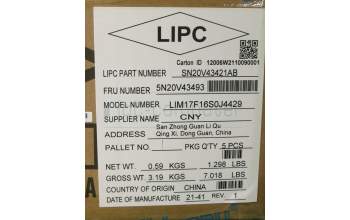 LIPC
Carton ID 12006W2110090001
LIPC PART NUMBER SN20V43421AB
FRU NUMBER 5N20V43493
MODEL NUMBER LIM17F16S0J4429
SUPPLIER NAME CNY
ADDRESS San Zhong Guan Li Qu
Qing Xi, Dong Guan, China
PALLET NO. PKG Q'TY 5 PCS
NET WT. 0.59 KGS 1.298 LBS
GROSS WT. 3.19 KGS 7.018 LBS
COUNTRY OF ORIGIN CHINA
DATE OF MANUFACTURE 21-41 REV. 1